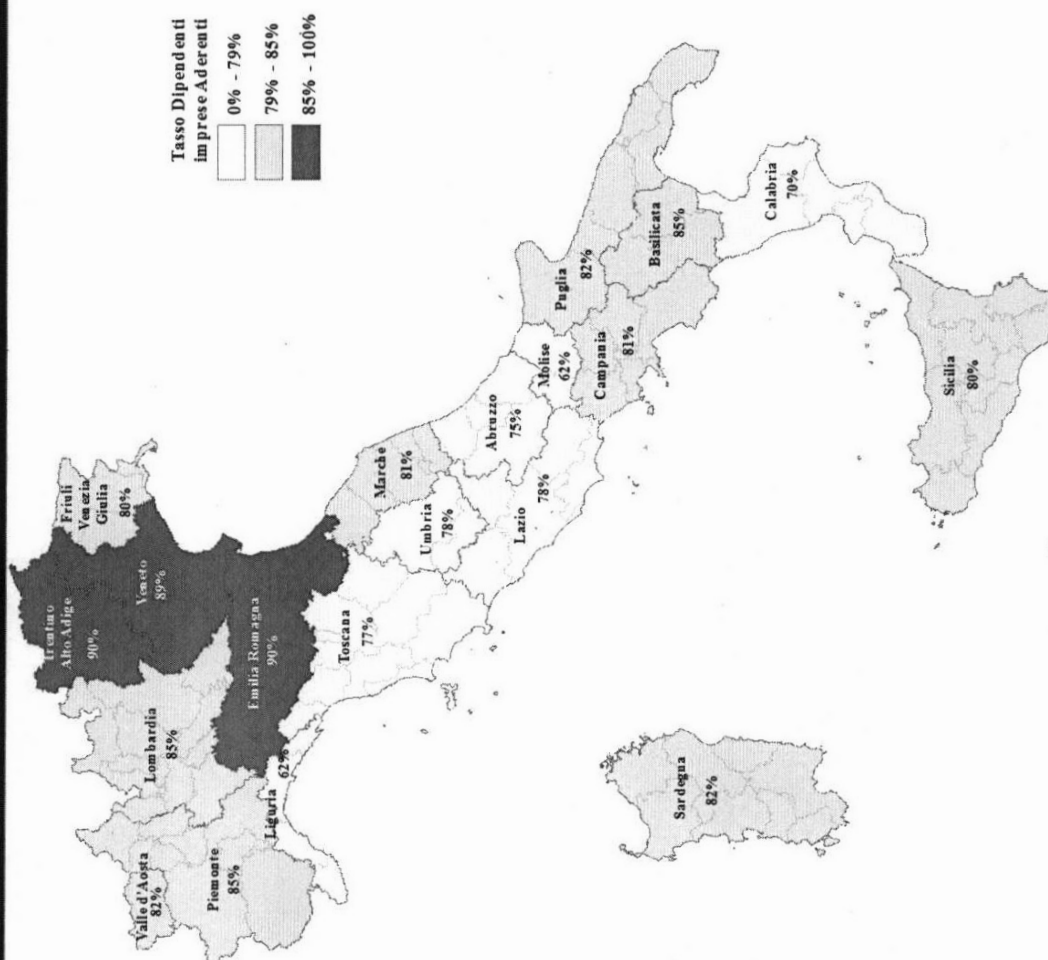 Tasso Dipendenti
imprese Aderenti
0% - 79%
79% - 85%
85% - 100%
Trentino
Alto Adige
90%
Friuli
Venezia
Giulia
80%
Veneto
89%
Valle d'Aosta
82%
Lombardia
85%
Piemonte
85%
Emilia Romagna
90%
Liguria
62%
Toscana
77%
Marche
81%
Umbria
78%
Abruzzo
75%
Lazio
78%
Molise
62%
Puglia
82%
Campania
81%
Basilicata
85%
Calabria
70%
Sardegna
82%
Sicilia
80%